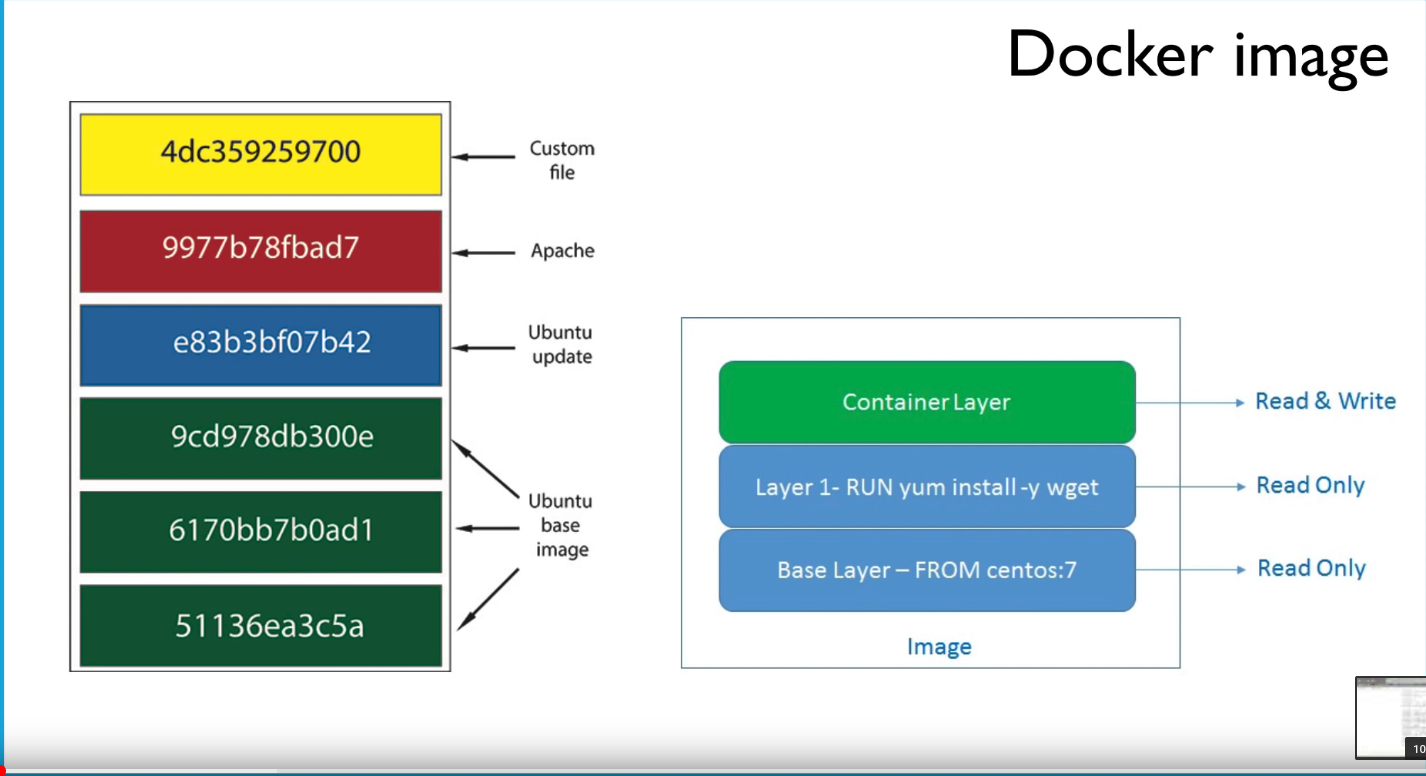 Docker image
4dc359259700
Custom
file
9977b78fbad7
Apache
e83b3bf07b42
Ubuntu
update
9cd978db300e
6170bb7b0ad1
51136ea3c5a
Ubuntu
base
image
Container Layer
Read & Write
Layer 1- RUN yum install -y wget
Read Only
Base Layer – FROM centos:7
Read Only
Image
10